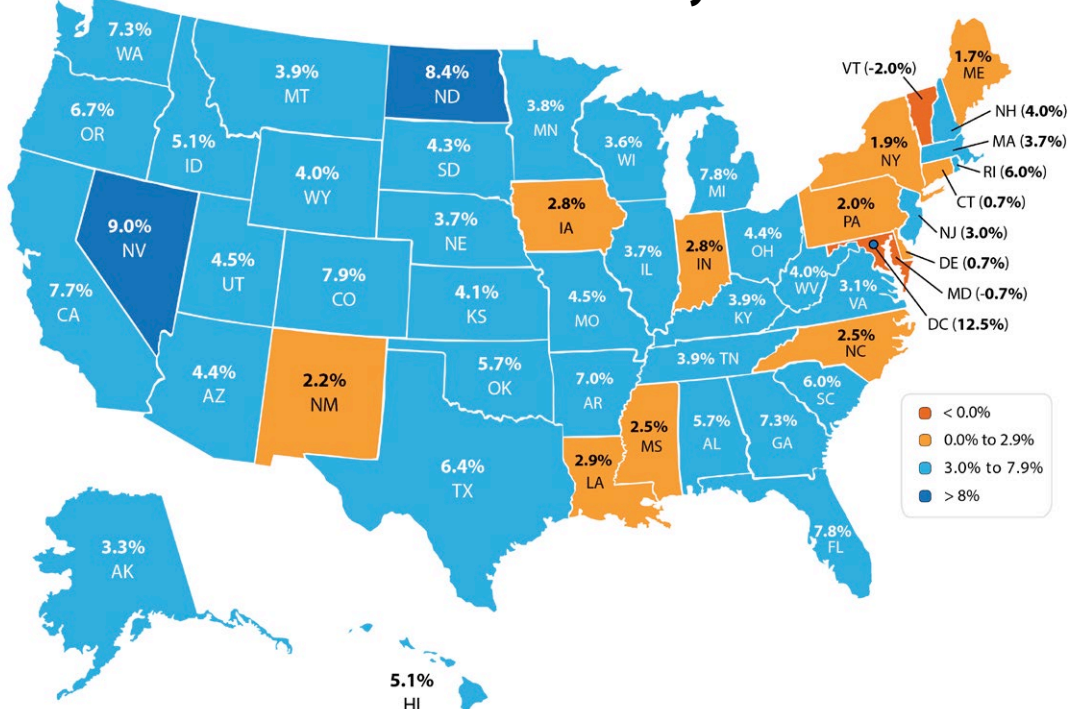 7.3%
WA
6.7%
OR
5.1%
ID
3.9%
MT
8.4%
ND
3.8%
MN
4.3%
SD
4.0%
WY
3.6%
WI
7.8%
MI
9.0%
NV
4.5%
UT
7.9%
CO
3.7%
NE
2.8%
IA
3.7%
IL
2.8%
IN
4.4%
OH
7.7%
CA
4.1%
KS
4.5%
MO
3.9%
KY
4.0%
WV
3.1%
VA
4.4%
AZ
2.2%
NM
5.7%
OK
7.0%
AR
3.9% TN
2.5%
NC
6.0%
SC
6.4%
TX
2.9%
LA
2.5%
MS
5.7%
AL
7.3%
GA
7.8%
FL
3.3%
AK
5.1%
HI
1.7%
ME
1.9%
NY
2.0%
PA
VT (-2.0%)
NH (4.0%)
MA (3.7%)
RI (6.0%)
CT (0.7%)
NJ (3.0%)
DE (0.7%)
MD (-0.7%)
DC (12.5%)
< 0.0%
0.0% to 2.9%
3.0% to 7.9%
> 8%